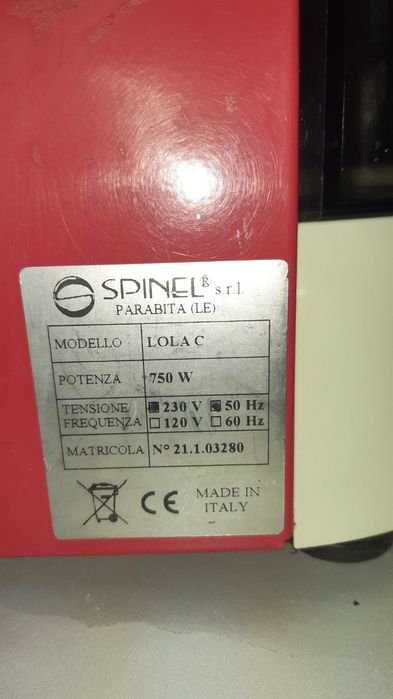 SPINEL® s.r.l.
PARABITA (LE)
MODELLO LOLA C
POTENZA 750 W
TENSIONE 230 V 50 Hz
FREQUENZA 120 V 60 Hz
MATRICOLA N° 21.1.03280
CE MADE IN
ITALY